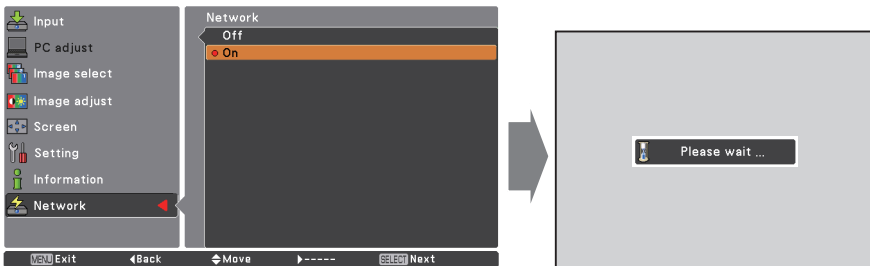 Input
PC adjust
Image select
Image adjust
Screen
Setting
Information
Network
Network
Off
On
MENU Exit ◀Back ◆Move ▶----- SELECT Next
Please wait ...